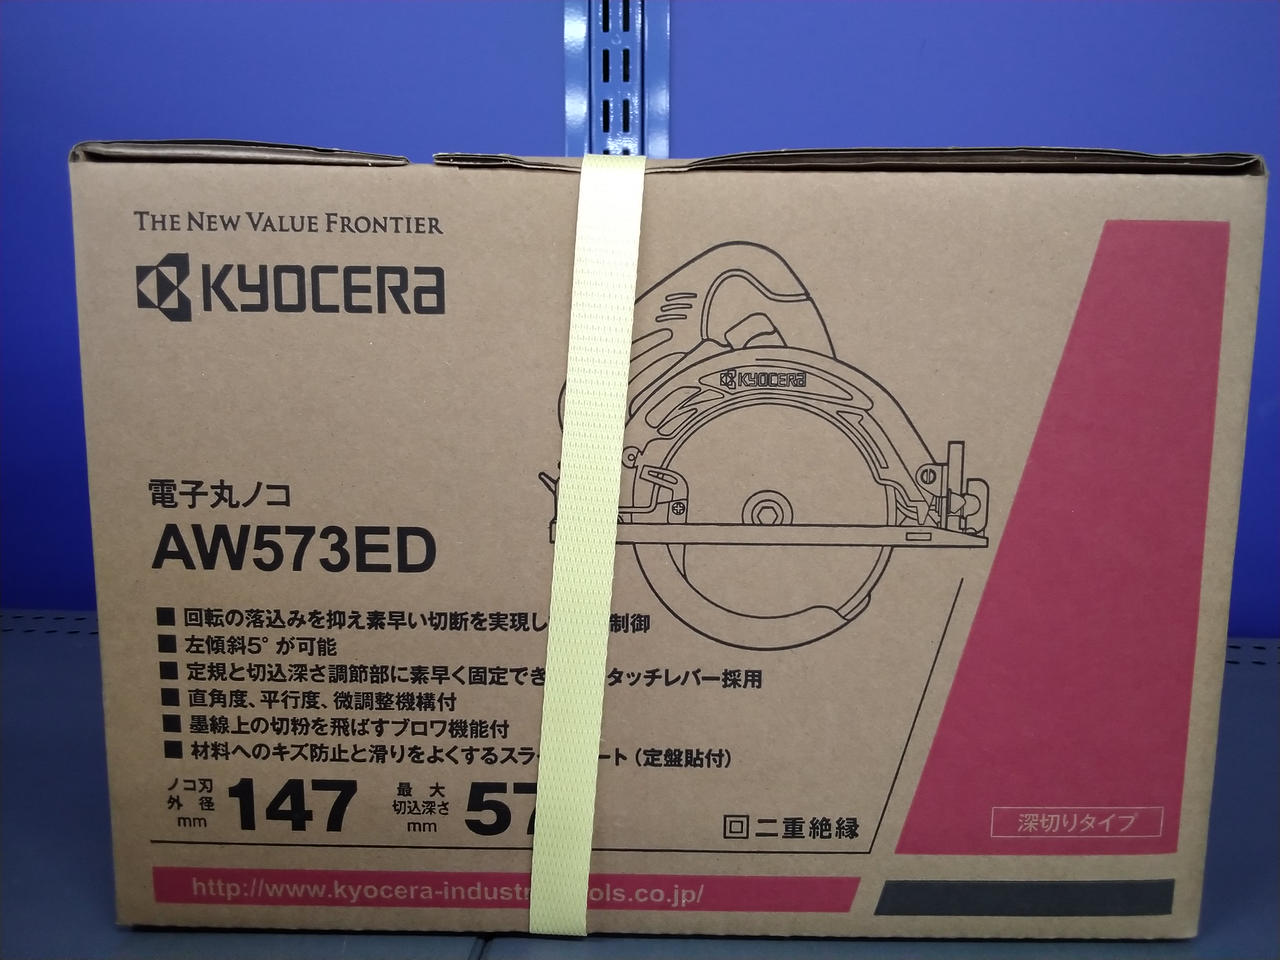 THE NEW VALUE FRONTIER
KYOCERA
KYOCERA
電子丸ノコ
AW573ED
■ 回転の落込みを抑え素早い切断を実現し 制御
■ 左傾斜5°が可能
■ 定規と切込深さ調節部に素早く固定でき タッチレバー採用
■ 直角度、平行度、微調整機構付
■ 墨線上の切粉を飛ばすブロワ機能付
■ 材料へのキズ防止と滑りをよくするスラ ート(定盤貼付)
ノコ刃外径mm 147 最大切込深さmm 57
回 二重絶縁
深切りタイプ
http://www.kyocera-industr ols.co.jp/